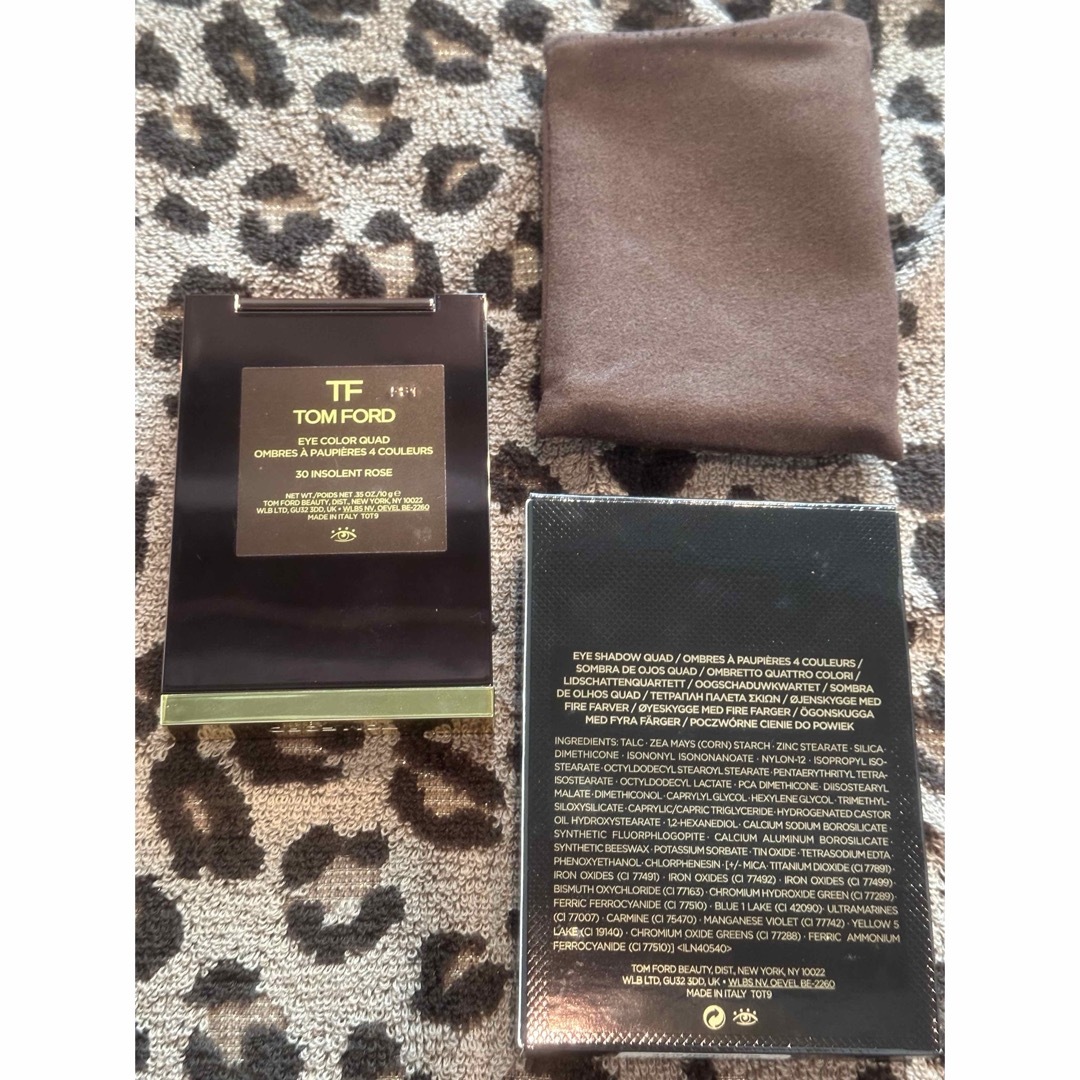 TF
TOM FORD
EYE COLOR QUAD
OMBRES À PAUPIÈRES 4 COULEURS
30 INSOLENT ROSE
NET WT./POIDS NET .35 OZ./10 g ℮
TOM FORD BEAUTY, DIST., NEW YORK, NY 10022
WLB LTD, GU32 3DD, UK • WLBS NV, OEVEL BE-2260
MADE IN ITALY T0T9
EYE SHADOW QUAD / OMBRES À PAUPIÈRES 4 COULEURS /
SOMBRA DE OJOS QUAD / OMBRETTO QUATTRO COLORI /
LIDSCHATTENQUARTETT / OOGSCHADUWKWARTET / SOMBRA
DE OLHOS QUAD / ΤΕΤΡΑΠΛΗ ΠΑΛΕΤΑ ΣΚΙΩΝ / ØJENSKYGGE MED
FIRE FARVER / ØYESKYGGE MED FIRE FARGER / ÖGONSKUGGA
MED FYRA FÄRGER / POCZWÓRNE CIENIE DO POWIEK
INGREDIENTS: TALC · ZEA MAYS (CORN) STARCH · ZINC STEARATE · SILICA ·
DIMETHICONE · ISONONYL ISONONANOATE · NYLON-12 · ISOPROPYL ISO-
STEARATE · OCTYLDODECYL STEAROYL STEARATE · PENTAERYTHRITYL TETRA-
ISOSTEARATE · OCTYLDODECYL LACTATE · PCA DIMETHICONE · DIISOSTEARYL
MALATE · DIMETHICONOL · CAPRYLYL GLYCOL · HEXYLENE GLYCOL · TRIMETHYL-
SILOXYSILICATE · CAPRYLIC/CAPRIC TRIGLYCERIDE · HYDROGENATED CASTOR
OIL HYDROXYSTEARATE · 1,2-HEXANEDIOL · CALCIUM SODIUM BOROSILICATE ·
SYNTHETIC FLUORPHLOGOPITE · CALCIUM ALUMINUM BOROSILICATE ·
SYNTHETIC BEESWAX · POTASSIUM SORBATE · TIN OXIDE · TETRASODIUM EDTA ·
PHENOXYETHANOL · CHLORPHENESIN · [+/- MICA · TITANIUM DIOXIDE (CI 77891) ·
IRON OXIDES (CI 77491) · IRON OXIDES (CI 77492) · IRON OXIDES (CI 77499) ·
BISMUTH OXYCHLORIDE (CI 77163) · CHROMIUM HYDROXIDE GREEN (CI 77289) ·
FERRIC FERROCYANIDE (CI 77510) · BLUE 1 LAKE (CI 42090) · ULTRAMARINES
(CI 77007) · CARMINE (CI 75470) · MANGANESE VIOLET (CI 77742) · YELLOW 5
LAKE (CI 19140) · CHROMIUM OXIDE GREENS (CI 77288) · FERRIC AMMONIUM
FERROCYANIDE (CI 77510)] <ILN40540>
TOM FORD BEAUTY, DIST., NEW YORK, NY 10022
WLB LTD, GU32 3DD, UK • WLBS NV, OEVEL BE-2260
MADE IN ITALY T0T9